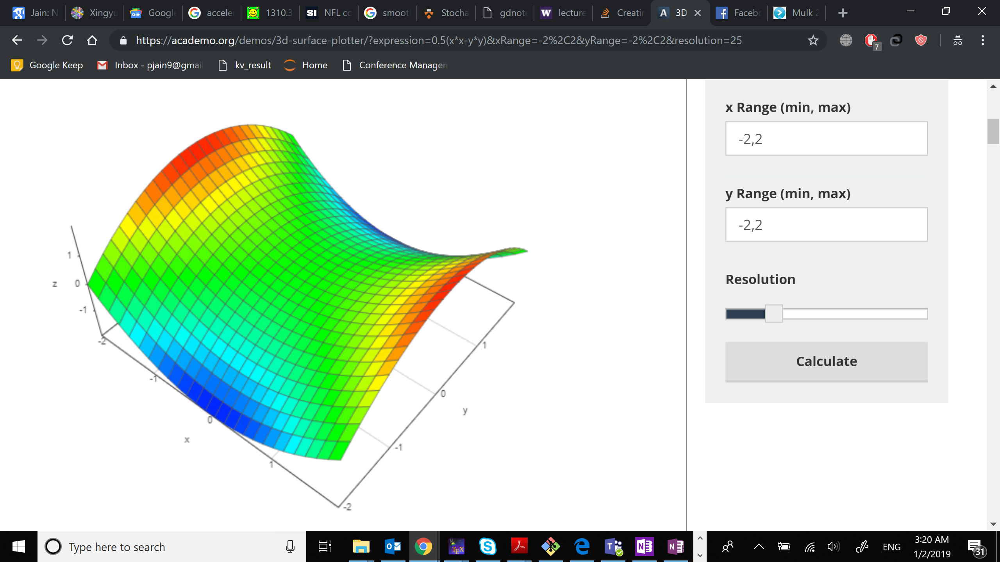 Jain: N
Xingyu
Google
acceler
1310.3
SI NFL co
smooth
Stocha
gdnote
W lecture
Creatin
A 3D
Facebo
Mulk 2
https://academo.org/demos/3d-surface-plotter/?expression=0.5(x*x-y*y)&xRange=-2%2C2&yRange=-2%2C2&resolution=25
7
Google Keep
Inbox - pjain9@gmail
kv_result
Home
Conference Managem
x Range (min, max)
-2,2
y Range (min, max)
-2,2
Resolution
Calculate
1
z 0
-1
-2
-1
0
x
1
1
0
y
-1
-2
Type here to search
ENG
3:20 AM
1/2/2019
31